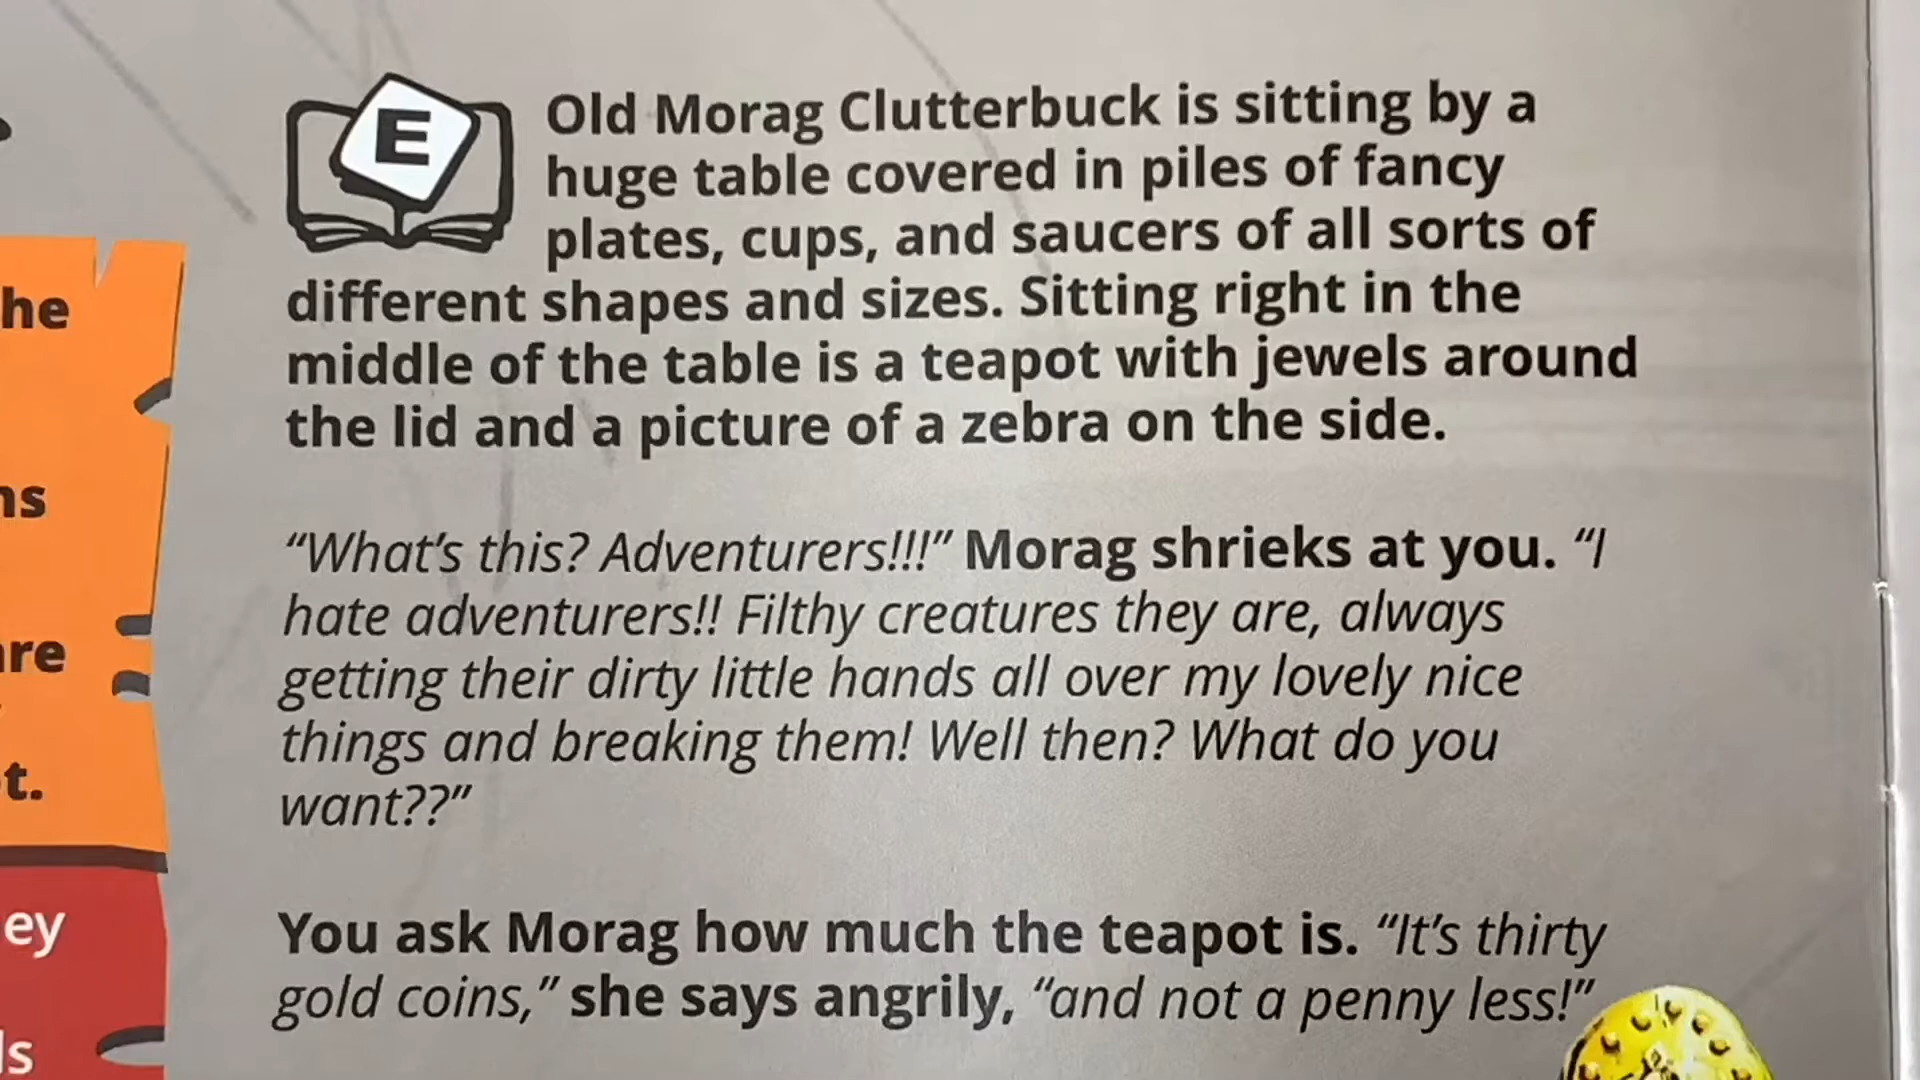 E
Old Morag Clutterbuck is sitting by a
huge table covered in piles of fancy
plates, cups, and saucers of all sorts of
different shapes and sizes. Sitting right in the
middle of the table is a teapot with jewels around
the lid and a picture of a zebra on the side.
“What’s this? Adventurers!!!” Morag shrieks at you. “I
hate adventurers!! Filthy creatures they are, always
getting their dirty little hands all over my lovely nice
things and breaking them! Well then? What do you
want??”
You ask Morag how much the teapot is. “It’s thirty
gold coins,” she says angrily, “and not a penny less!”